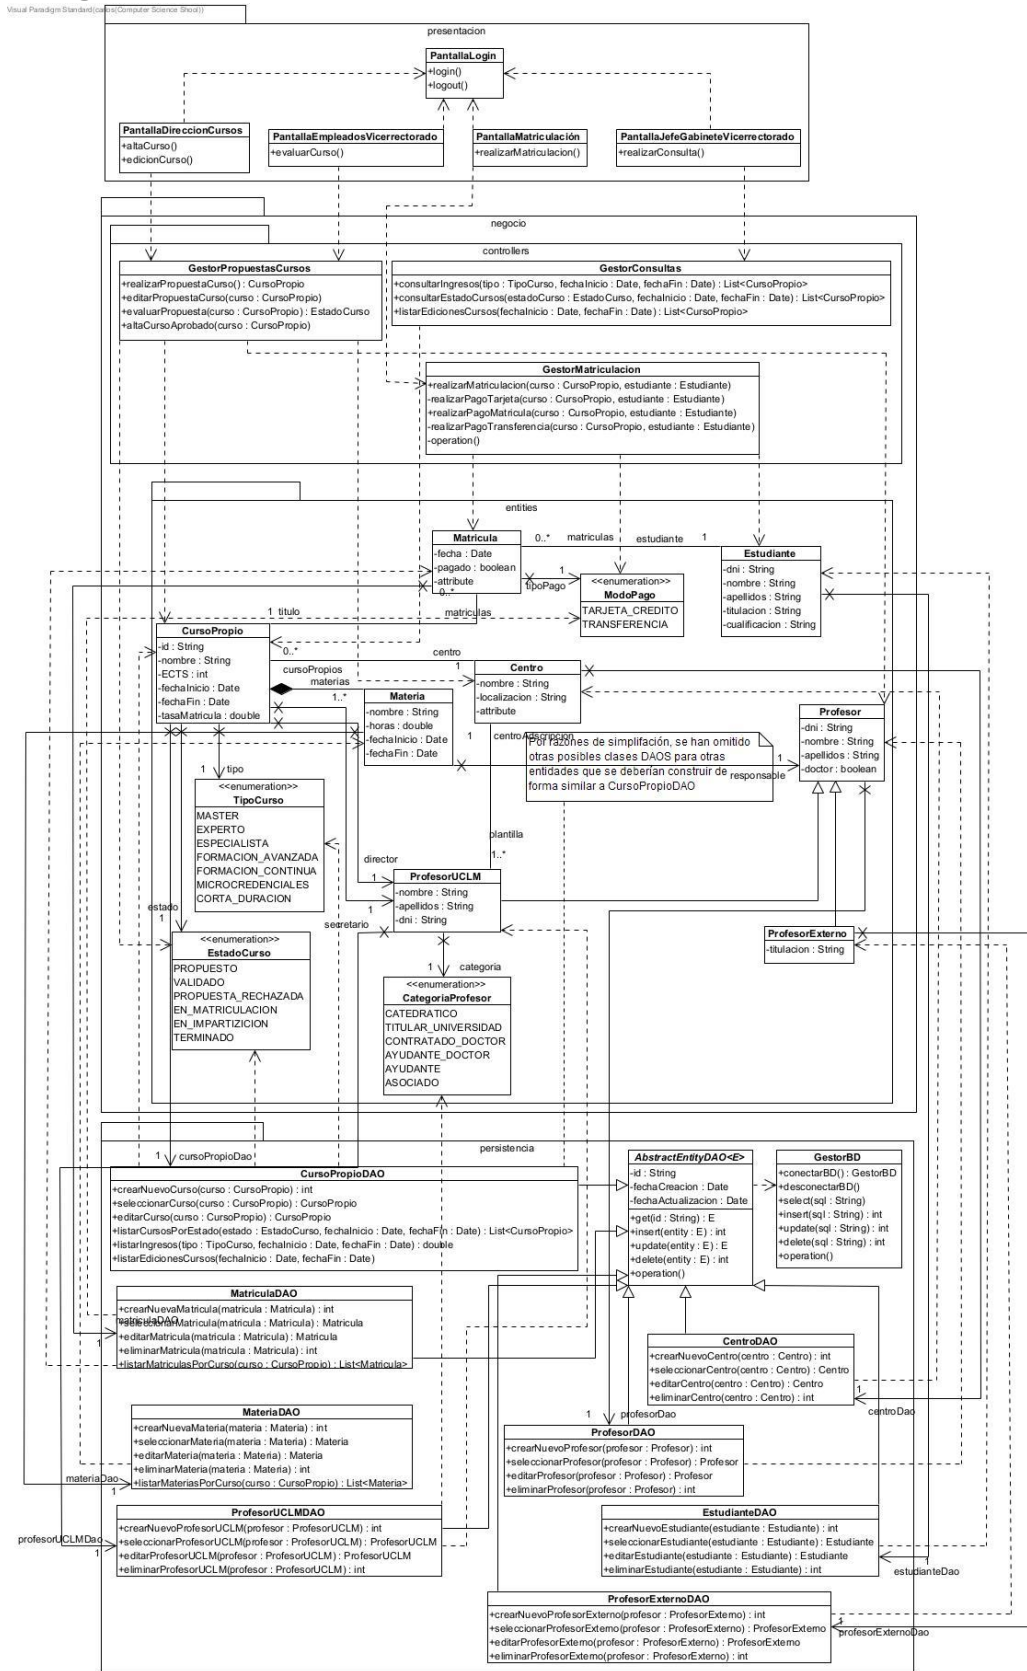 Visual Paradigm Standard(carlos(Computer Science Shool))
presentacion
PantallaLogin
+login()
+logout()
PantallaDireccionCursos
+altaCurso()
+edicionCurso()
PantallaEmpleadosVicerrectorado
+evaluarCurso()
PantallaMatriculación
+realizarMatriculacion()
PantallaJefeGabineteVicerrectorado
+realizarConsulta()
negocio
controllers
GestorPropuestasCursos
+realizarPropuestaCurso() : CursoPropio
+editarPropuestaCurso(curso : CursoPropio)
+evaluarPropuesta(curso : CursoPropio) : EstadoCurso
+altaCursoAprobado(curso : CursoPropio)
GestorConsultas
+consultarIngresos(tipo : TipoCurso, fechaInicio : Date, fechaFin : Date) : List<CursoPropio>
+consultarEstadoCursos(estadoCurso : EstadoCurso, fechaInicio : Date, fechaFin : Date) : List<CursoPropio>
+listarEdicionesCursos(fechaInicio : Date, fechaFin : Date) : List<CursoPropio>
GestorMatriculacion
+realizarMatriculacion(curso : CursoPropio, estudiante : Estudiante)
-realizarPagoTarjeta(curso : CursoPropio, estudiante : Estudiante)
+realizarPagoMatricula(curso : CursoPropio, estudiante : Estudiante)
-realizarPagoTransferencia(curso : CursoPropio, estudiante : Estudiante)
-operation()
entities
Matricula
-fecha : Date
-pagado : boolean
-attribute
0..*
matriculas
estudiante
1
Estudiante
-dni : String
-nombre : String
-apellidos : String
-titulacion : String
-cualificacion : String
1
tipoPago
<<enumeration>>
ModoPago
TARJETA_CREDITO
TRANSFERENCIA
0..*
matriculas
1 titulo
CursoPropio
-id : String
-nombre : String
-ECTS : int
-fechaInicio : Date
-fechaFin : Date
-tasaMatricula : double
0..*
cursoPropios
centro
1
Centro
-nombre : String
-localizacion : String
-attribute
materias
1..*
Materia
-nombre : String
-horas : double
-fechaInicio : Date
-fechaFin : Date
1
centroAdscripcion
Por razones de simplifación, se han omitido
otras posibles clases DAOS para otras
entidades que se deberían construir de
forma similar a CursoPropioDAO
responsable
1
Profesor
-dni : String
-nombre : String
-apellidos : String
-doctor : boolean
1 tipo
<<enumeration>>
TipoCurso
MASTER
EXPERTO
ESPECIALISTA
FORMACION_AVANZADA
FORMACION_CONTINUA
MICROCREDENCIALES
CORTA_DURACION
plantilla
1..*
director
1
1
secretario
ProfesorUCLM
-nombre : String
-apellidos : String
-dni : String
ProfesorExterno
-titulacion : String
estado
1
<<enumeration>>
EstadoCurso
PROPUESTO
VALIDADO
PROPUESTA_RECHAZADA
EN_MATRICULACION
EN_IMPARTIZICION
TERMINADO
1
categoria
<<enumeration>>
CategoriaProfesor
CATEDRATICO
TITULAR_UNIVERSIDAD
CONTRATADO_DOCTOR
AYUDANTE_DOCTOR
AYUDANTE
ASOCIADO
persistencia
1
cursoPropioDao
CursoPropioDAO
+crearNuevoCurso(curso : CursoPropio) : int
+seleccionarCurso(curso : CursoPropio) : CursoPropio
+editarCurso(curso : CursoPropio) : CursoPropio
+listarCursosPorEstado(estado : EstadoCurso, fechaInicio : Date, fechaFin : Date) : List<CursoPropio>
+listarIngresos(tipo : TipoCurso, fechaInicio : Date, fechaFin : Date) : double
+listarEdicionesCursos(fechaInicio : Date, fechaFin : Date)
AbstractEntityDAO<E>
-id : String
-fechaCreacion : Date
-fechaActualizacion : Date
+get(id : String) : E
+insert(entity : E) : int
+update(entity : E) : E
+delete(entity : E) : int
+operation()
GestorBD
+conectarBD() : GestorBD
+desconectarBD()
+select(sql : String)
+insert(sql : String) : int
+update(sql : String) : int
+delete(sql : String) : int
+operation()
MatriculaDAO
+crearNuevaMatricula(matricula : Matricula) : int
+seleccionarMatricula(matricula : Matricula) : Matricula
+editarMatricula(matricula : Matricula) : Matricula
+eliminarMatricula(matricula : Matricula) : int
+listarMatriculasPorCurso(curso : CursoPropio) : List<Matricula>
matriculaDAO
1
CentroDAO
+crearNuevoCentro(centro : Centro) : int
+seleccionarCentro(centro : Centro) : Centro
+editarCentro(centro : Centro) : Centro
+eliminarCentro(centro : Centro) : int
1
centroDao
MateriaDAO
+crearNuevaMateria(materia : Materia) : int
+seleccionarMateria(materia : Materia) : Materia
+editarMateria(materia : Materia) : Materia
+eliminarMateria(materia : Materia) : int
+listarMateriasPorCurso(curso : CursoPropio) : List<Materia>
materiaDao
1
1
profesorDao
ProfesorDAO
+crearNuevoProfesor(profesor : Profesor) : int
+seleccionarProfesor(profesor : Profesor) : Profesor
+editarProfesor(profesor : Profesor) : Profesor
+eliminarProfesor(profesor : Profesor) : int
ProfesorUCLMDAO
+crearNuevoProfesorUCLM(profesor : ProfesorUCLM) : int
+seleccionarProfesorUCLM(profesor : ProfesorUCLM) : ProfesorUCLM
+editarProfesorUCLM(profesor : ProfesorUCLM) : ProfesorUCLM
+eliminarProfesorUCLM(profesor : ProfesorUCLM) : int
profesorUCLMDao
1
EstudianteDAO
+crearNuevoEstudiante(estudiante : Estudiante) : int
+seleccionarEstudiante(estudiante : Estudiante) : Estudiante
+editarEstudiante(estudiante : Estudiante) : Estudiante
+eliminarEstudiante(estudiante : Estudiante) : int
1
estudianteDao
ProfesorExternoDAO
+crearNuevoProfesorExterno(profesor : ProfesorExterno) : int
+seleccionarProfesorExterno(profesor : ProfesorExterno) : ProfesorExterno
+editarProfesorExterno(profesor : ProfesorExterno) : ProfesorExterno
+eliminarProfesorExterno(profesor : ProfesorExterno) : int
1
profesorExternoDao